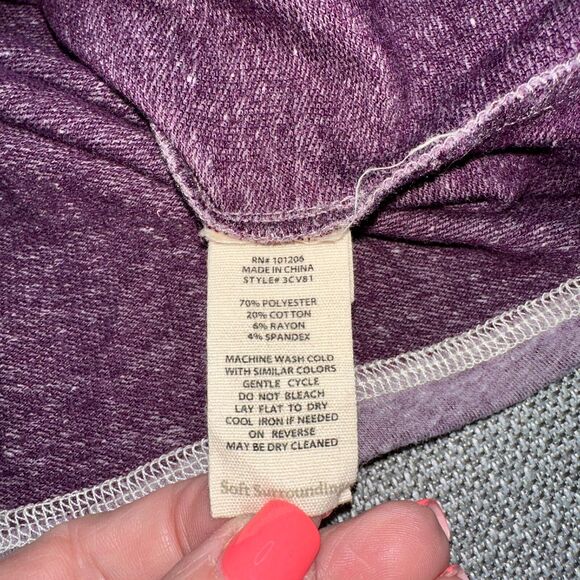 RN# 101206
MADE IN CHINA
STYLE# 3CV81
70% POLYESTER
20% COTTON
6% RAYON
4% SPANDEX
MACHINE WASH COLD
WITH SIMILAR COLORS
GENTLE CYCLE
DO NOT BLEACH
LAY FLAT TO DRY
COOL IRON IF NEEDED
ON REVERSE
MAY BE DRY CLEANED
Soft Surroundings